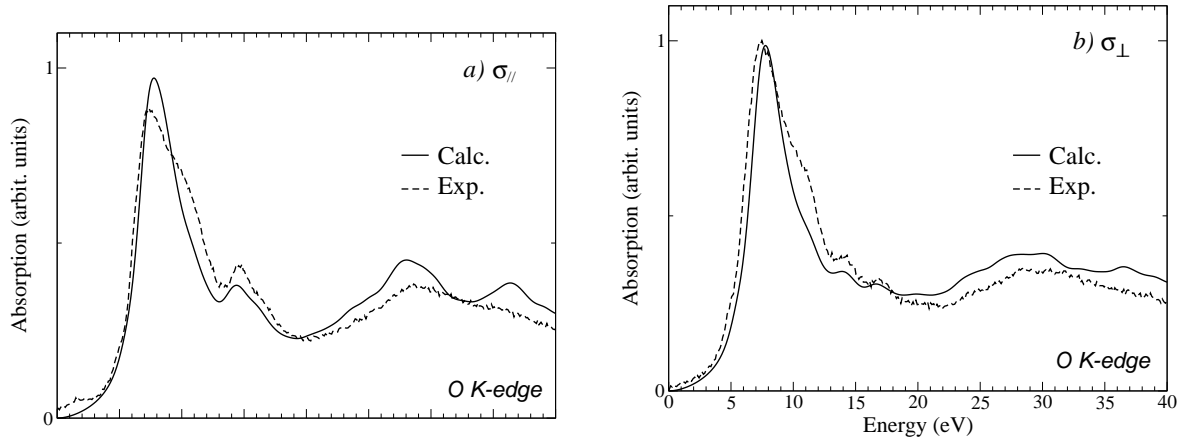 1
a) σ//
Absorption (arbit. units)
Calc.
Exp.
O K-edge
0
1
b) σ⊥
Absorption (arbit. units)
Calc.
Exp.
O K-edge
0
0 5 10 15 20 25 30 35 40
Energy (eV)